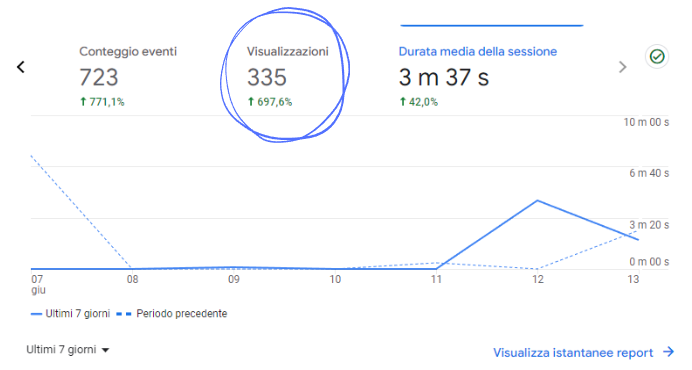 Conteggio eventi
723
↑ 771,1%
Visualizzazioni
335
↑ 697,6%
Durata media della sessione
3 m 37 s
↑ 42,0%
10 m 00 s
6 m 40 s
3 m 20 s
0 m 00 s
07 08 09 10 11 12 13
giu
Ultimi 7 giorni Periodo precedente
Ultimi 7 giorni
Visualizza istantanee report →